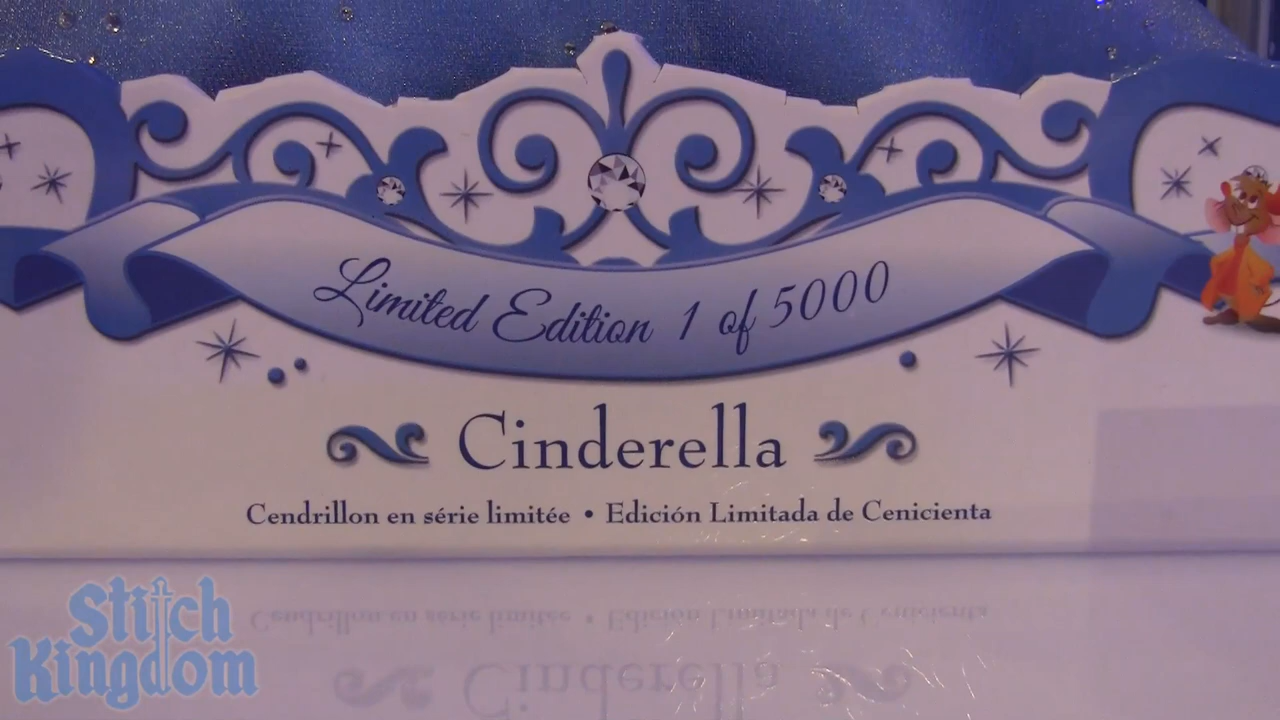 Limited Edition 1 of 5000
Cinderella
Cendrillon en série limitée • Edición Limitada de Cenicienta
Stitch
Kingdom